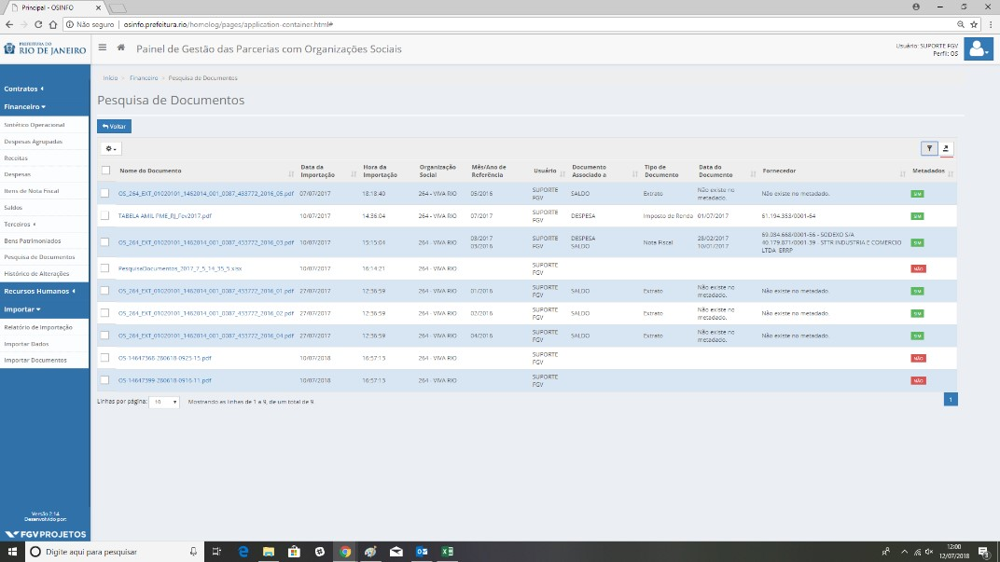 Principal - OSINFO
Não seguro | osinfo.prefeitura.rio/homolog/pages/application-container.html#
PREFEITURA DO
RIO DE JANEIRO
Painel de Gestão das Parcerias com Organizações Sociais
Usuário: SUPORTE FGV
Perfil: OS
Contratos
Financeiro
Sintético Operacional
Despesas Agrupadas
Receitas
Despesas
Itens de Nota Fiscal
Saldos
Terceiros
Bens Patrimoniados
Pesquisa de Documentos
Histórico de Alterações
Recursos Humanos
Importar
Relatório de Importação
Importar Dados
Importar Documentos
Versão 2.14
Desenvolvido por:
FGV PROJETOS
Início > Financeiro > Pesquisa de Documentos
Pesquisa de Documentos
Voltar
Nome do Documento Data da Importação Hora da Importação Organização Social Mês/Ano de Referência Usuário Documento Associado a Tipo de Documento Data do Documento Fornecedor Metadados
OS_264_EXT_01020101_1462014_001_0087_433772_2016_05.pdf 07/07/2017 18:18:40 264 - VIVA RIO 05/2016 SUPORTE FGV SALDO Extrato Não existe no metadado. Não existe no metadado. SIM
TABELA AMIL PME_RJ_Fev2017.pdf 10/07/2017 14:36:04 264 - VIVA RIO 07/2017 SUPORTE FGV DESPESA Imposto de Renda 01/07/2017 61.194.353/0001-64 SIM
OS_264_EXT_01020101_1462014_001_0087_433772_2016_03.pdf 10/07/2017 15:15:04 264 - VIVA RIO 03/2017 03/2016 SUPORTE FGV DESPESA SALDO Nota Fiscal 28/02/2017 10/01/2017 69.034.668/0001-56 - SODEXO S/A 40.179.871/0001-39 - STTR INDUSTRIA E COMERCIO LTDA ERRP SIM
PesquisaDocumentos_2017_7_5_14_35_5.xlsx 10/07/2017 16:14:21 264 - VIVA RIO SUPORTE FGV NÃO
OS_264_EXT_01020101_1462014_001_0087_433772_2016_01.pdf 27/07/2017 12:36:59 264 - VIVA RIO 01/2016 SUPORTE FGV SALDO Extrato Não existe no metadado. Não existe no metadado. SIM
OS_264_EXT_01020101_1462014_001_0087_433772_2016_02.pdf 27/07/2017 12:36:59 264 - VIVA RIO 02/2016 SUPORTE FGV SALDO Extrato Não existe no metadado. Não existe no metadado. SIM
OS_264_EXT_01020101_1462014_001_0087_433772_2016_04.pdf 27/07/2017 12:36:59 264 - VIVA RIO 04/2016 SUPORTE FGV SALDO Extrato Não existe no metadado. Não existe no metadado. SIM
OS-14647368-280618-0925-15.pdf 10/07/2018 16:57:13 264 - VIVA RIO SUPORTE FGV NÃO
OS-14647399-280618-0916-11.pdf 10/07/2018 16:57:13 264 - VIVA RIO SUPORTE FGV NÃO
Linhas por página: 10 Mostrando as linhas de 1 a 9, de um total de 9. 1
Digite aqui para pesquisar
12:00
12/07/2018
3